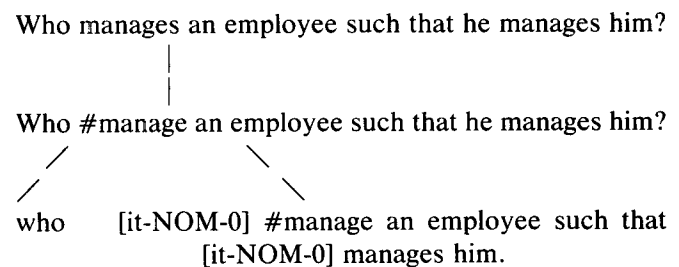 Who manages an employee such that he manages him?
Who #manage an employee such that he manages him?
who [it-NOM-0] #manage an employee such that
[it-NOM-0] manages him.